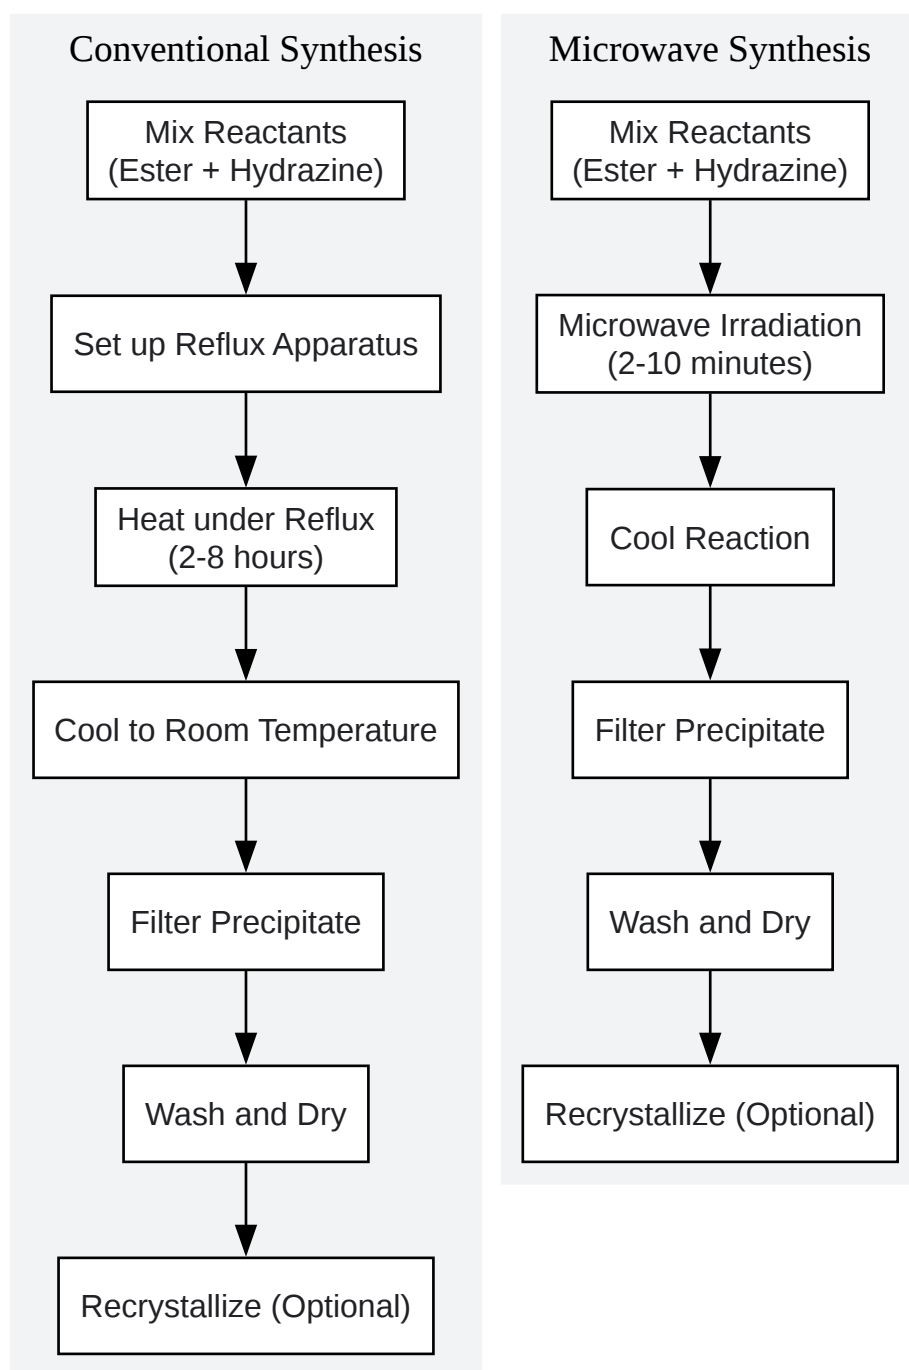 Conventional Synthesis
Mix Reactants
(Ester + Hydrazine)
Set up Reflux Apparatus
Heat under Reflux
(2-8 hours)
Cool to Room Temperature
Filter Precipitate
Wash and Dry
Recrystallize (Optional)
Microwave Synthesis
Mix Reactants
(Ester + Hydrazine)
Microwave Irradiation
(2-10 minutes)
Cool Reaction
Filter Precipitate
Wash and Dry
Recrystallize (Optional)